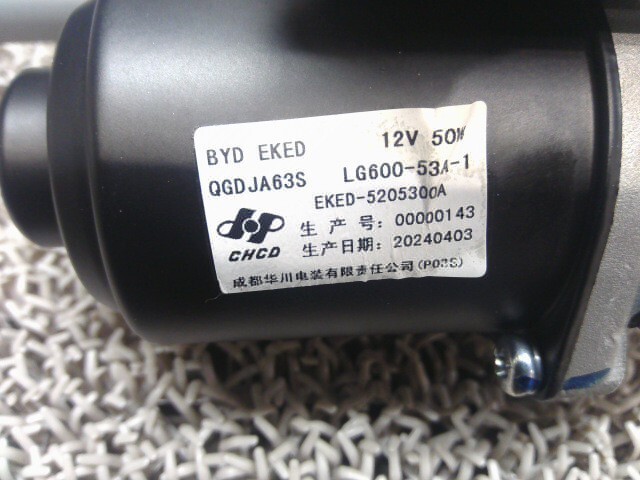 BYD EKED 12V 50W
QGDJA63S LG600-53A-1
EKED-5205300A
生产号: 00000143
CHCD 生产日期: 20240403
成都华川电装有限责任公司(P03S)